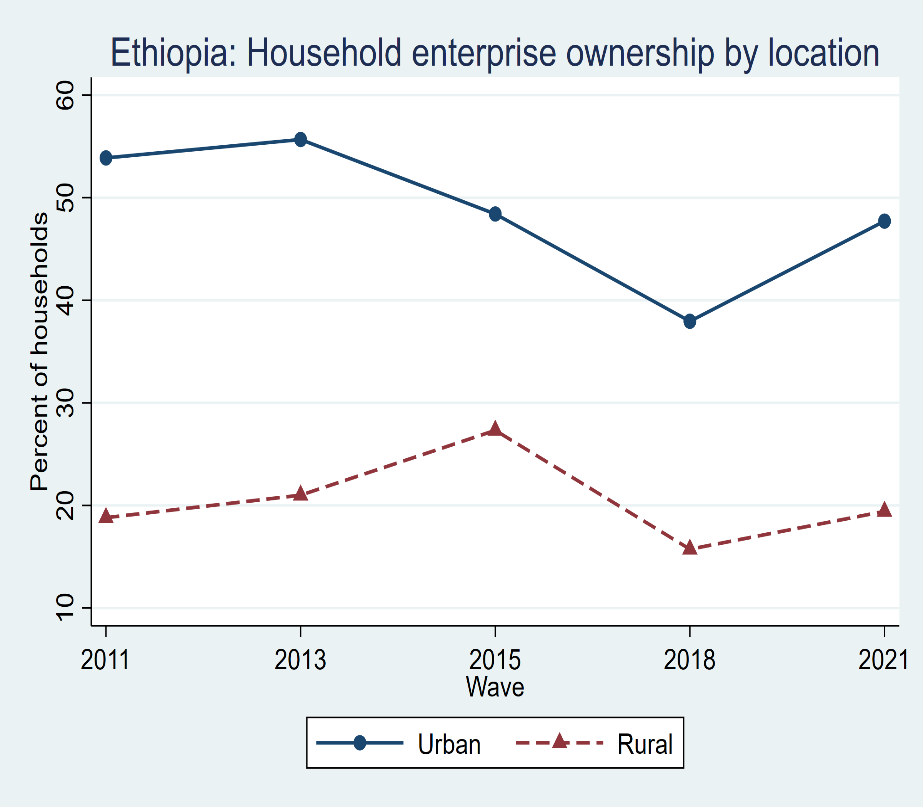 Ethiopia: Household enterprise ownership by location
Percent of households
60
50
40
30
20
10
2011 2013 2015 2018 2021
Wave
Urban Rural